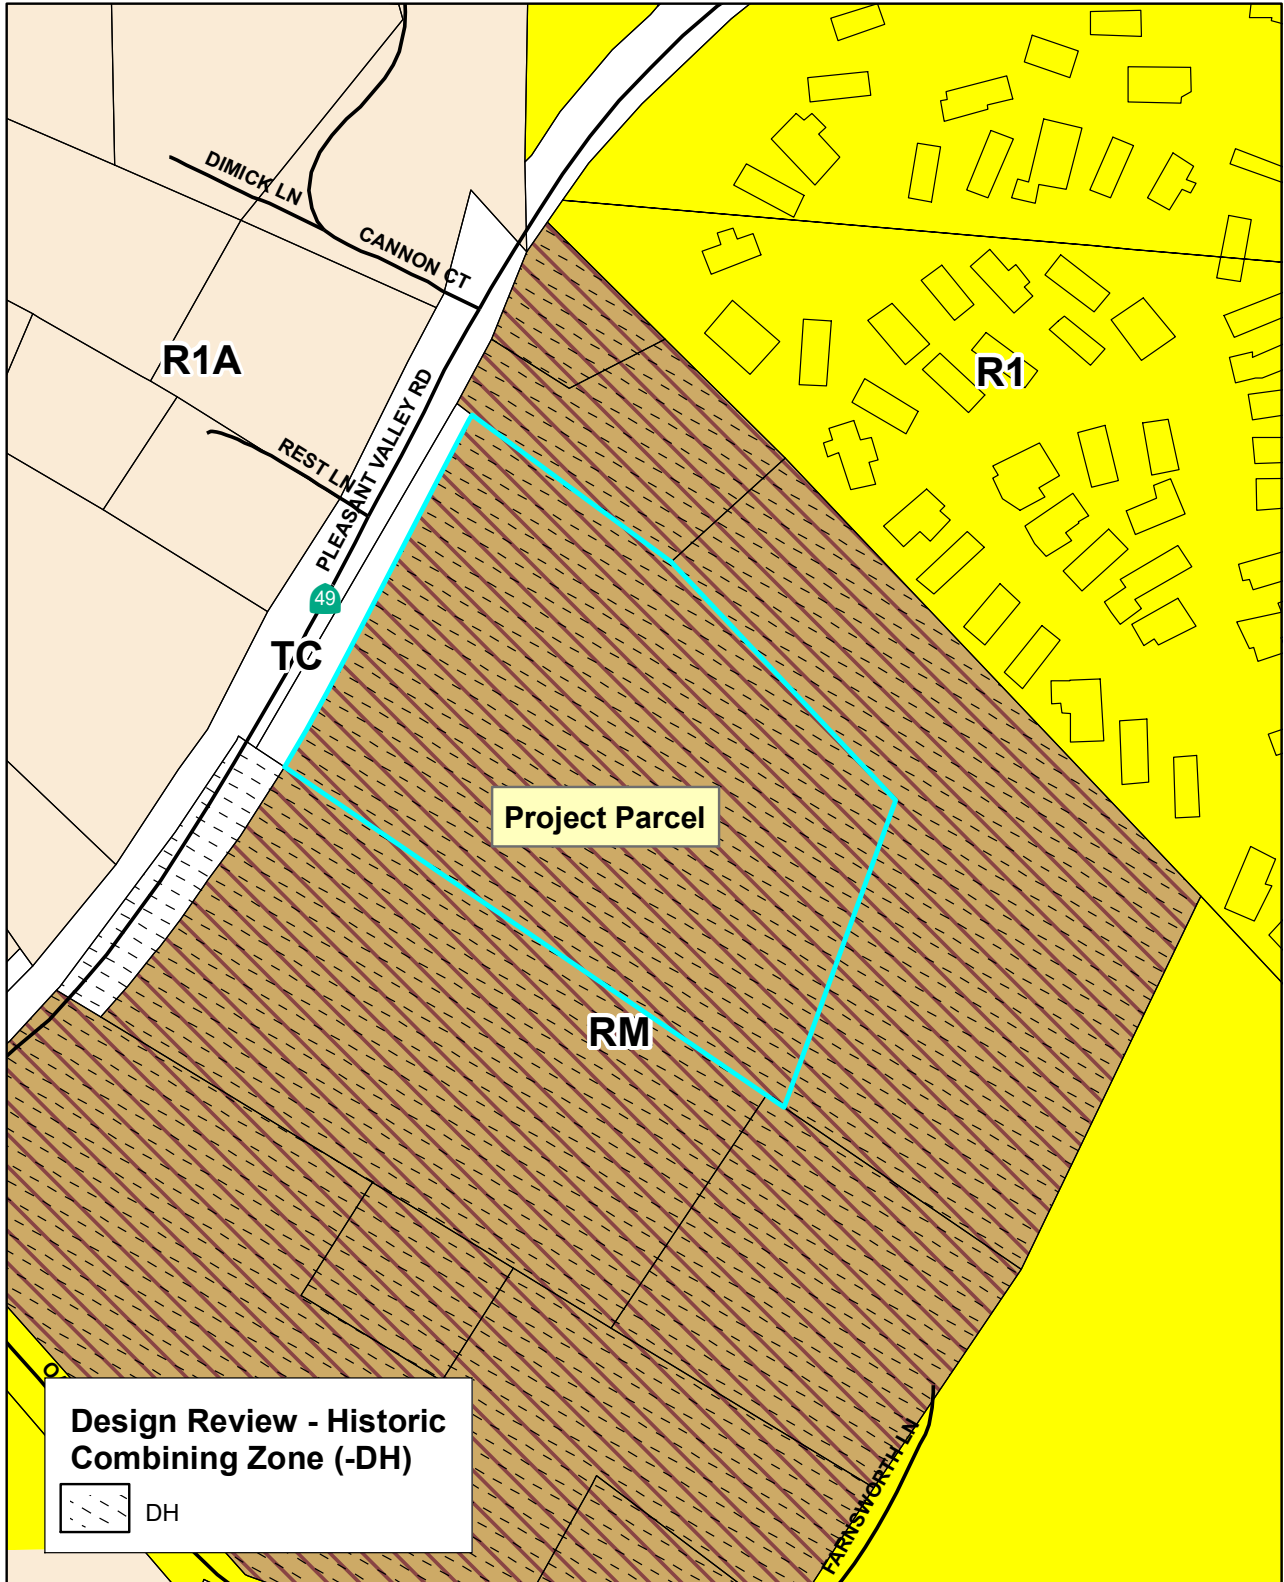 DIMICK LN
CANNON CT
R1A
R1
PLEASANT VALLEY RD
REST LN
49
TC
Project Parcel
RM
Design Review - Historic
Combining Zone (-DH)
DH
FARNSWORTH LN